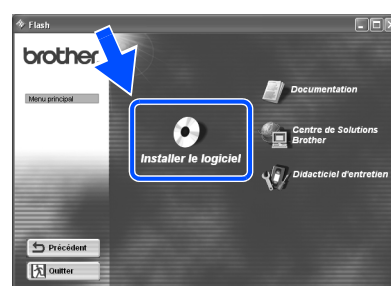 Flash
brother
Menu principal
Installer le logiciel
Documentation
Centre de Solutions
Brother
Didacticiel d'entretien
Précédent
Quitter